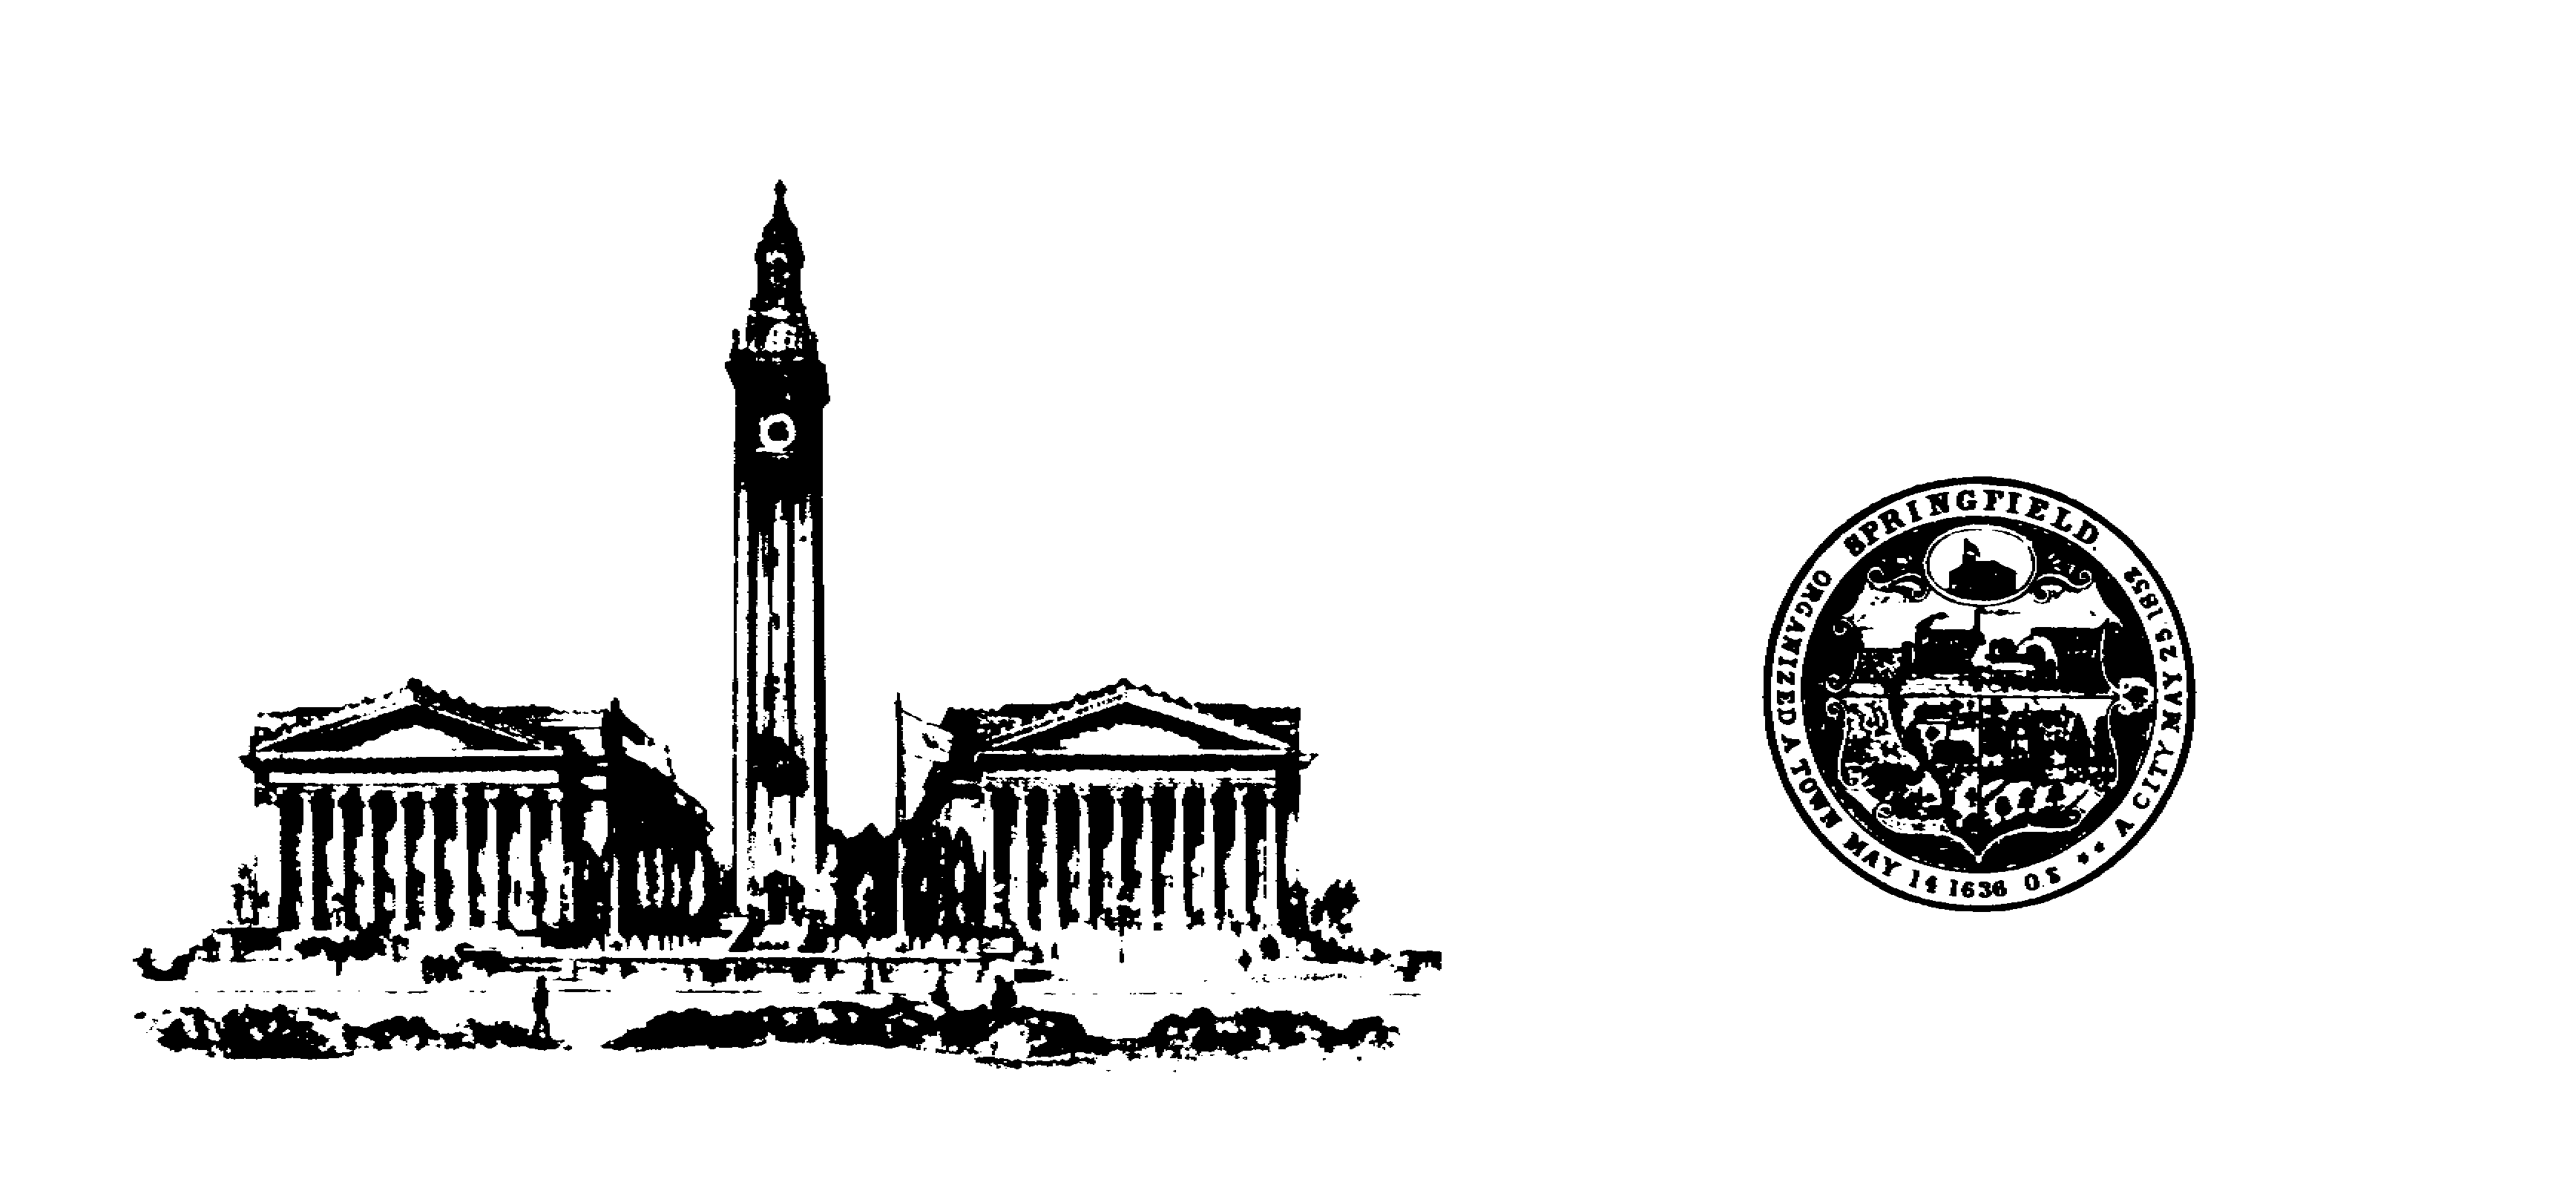 SPRINGFIELD.
ORGANIZED A TOWN MAY 14 1636 O.S
A CITY MAY 25, 1852